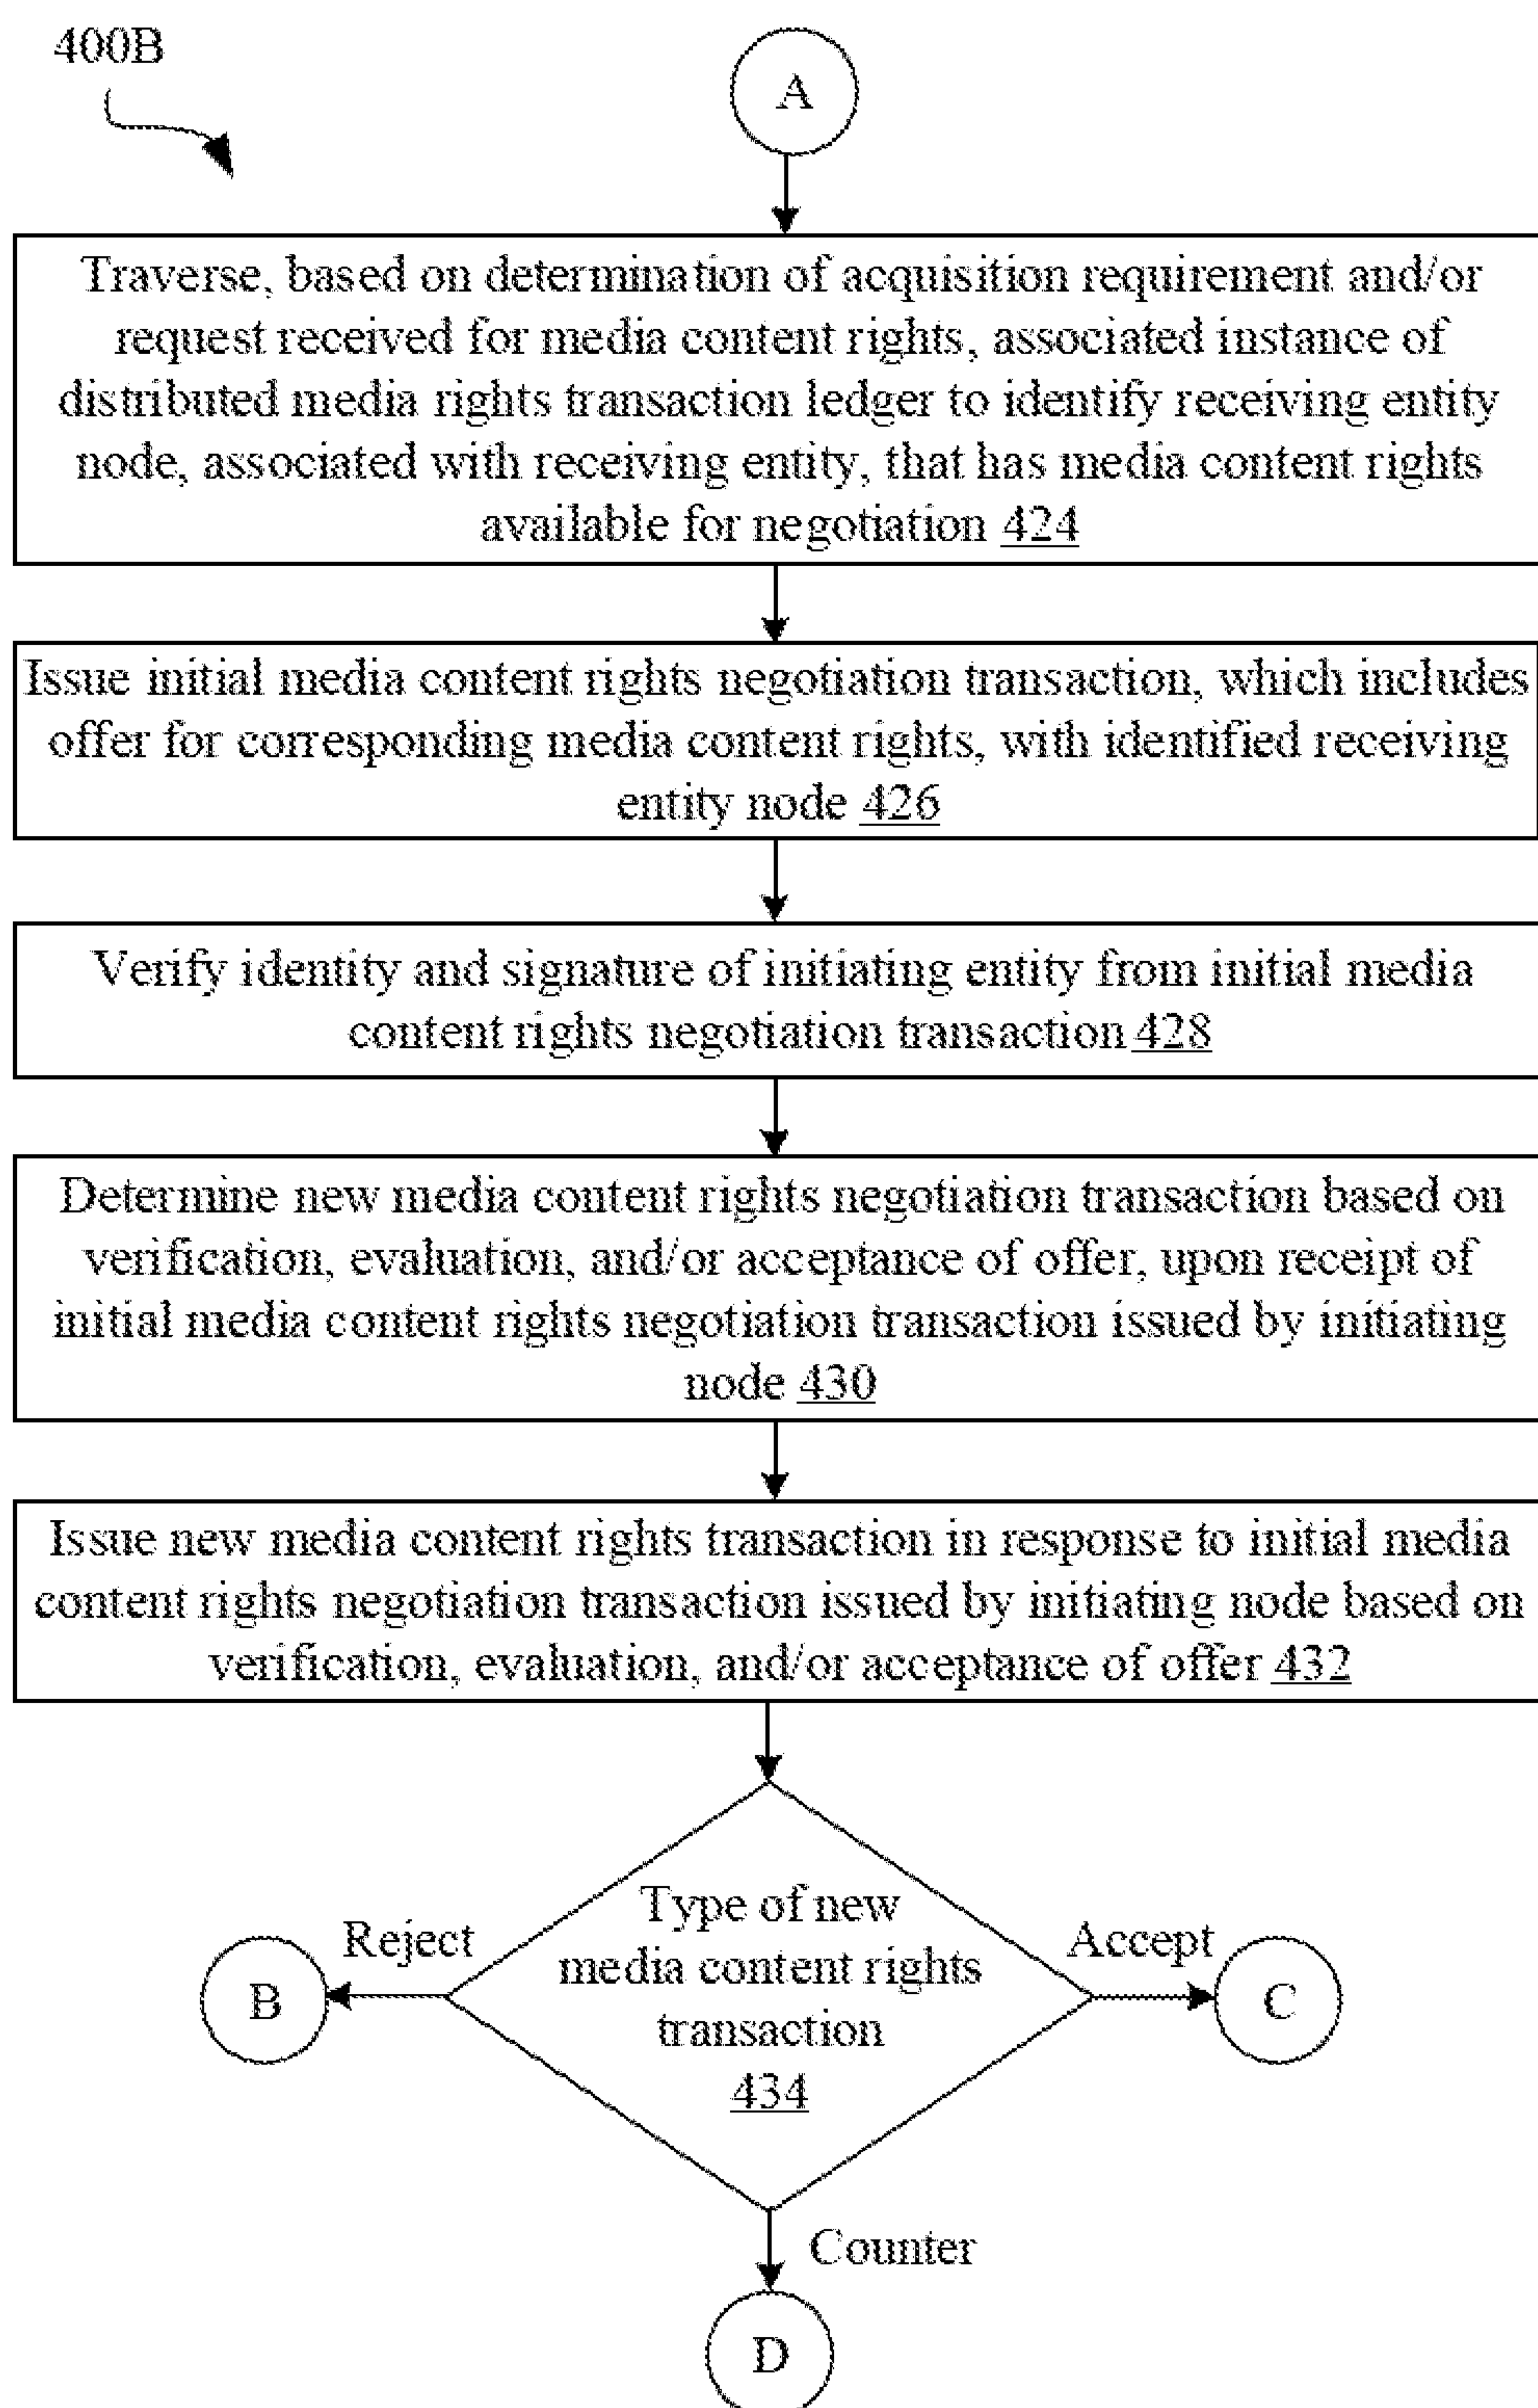 400B
A
Traverse, based on determination of acquisition requirement and/or
request received for media content rights, associated instance of
distributed media rights transaction ledger to identify receiving entity
node, associated with receiving entity, that has media content rights
available for negotiation 424
Issue initial media content rights negotiation transaction, which includes
offer for corresponding media content rights, with identified receiving
entity node 426
Verify identity and signature of initiating entity from initial media
content rights negotiation transaction 428
Determine new media content rights negotiation transaction based on
verification, evaluation, and/or acceptance of offer, upon receipt of
initial media content rights negotiation transaction issued by initiating
node 430
Issue new media content rights transaction in response to initial media
content rights negotiation transaction issued by initiating node based on
verification, evaluation, and/or acceptance of offer 432
Type of new
media content rights
transaction
434
Reject
B
Accept
C
Counter
D